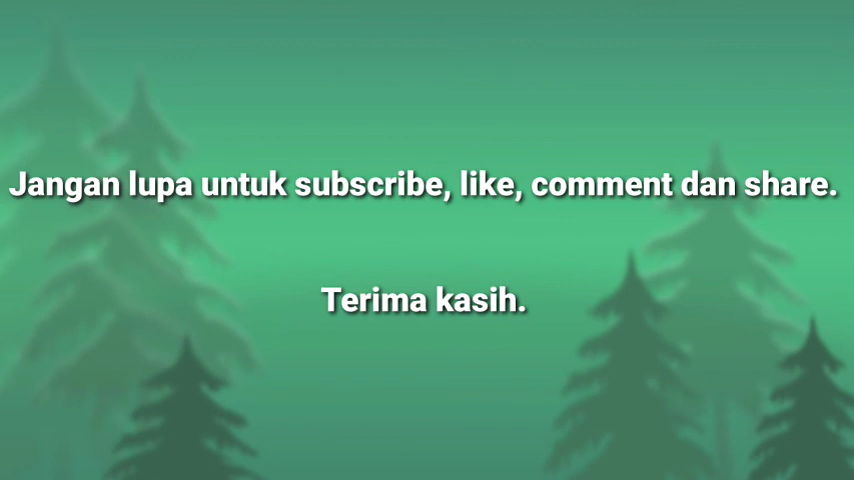 Jangan lupa untuk subscribe, like, comment dan share.
Terima kasih.